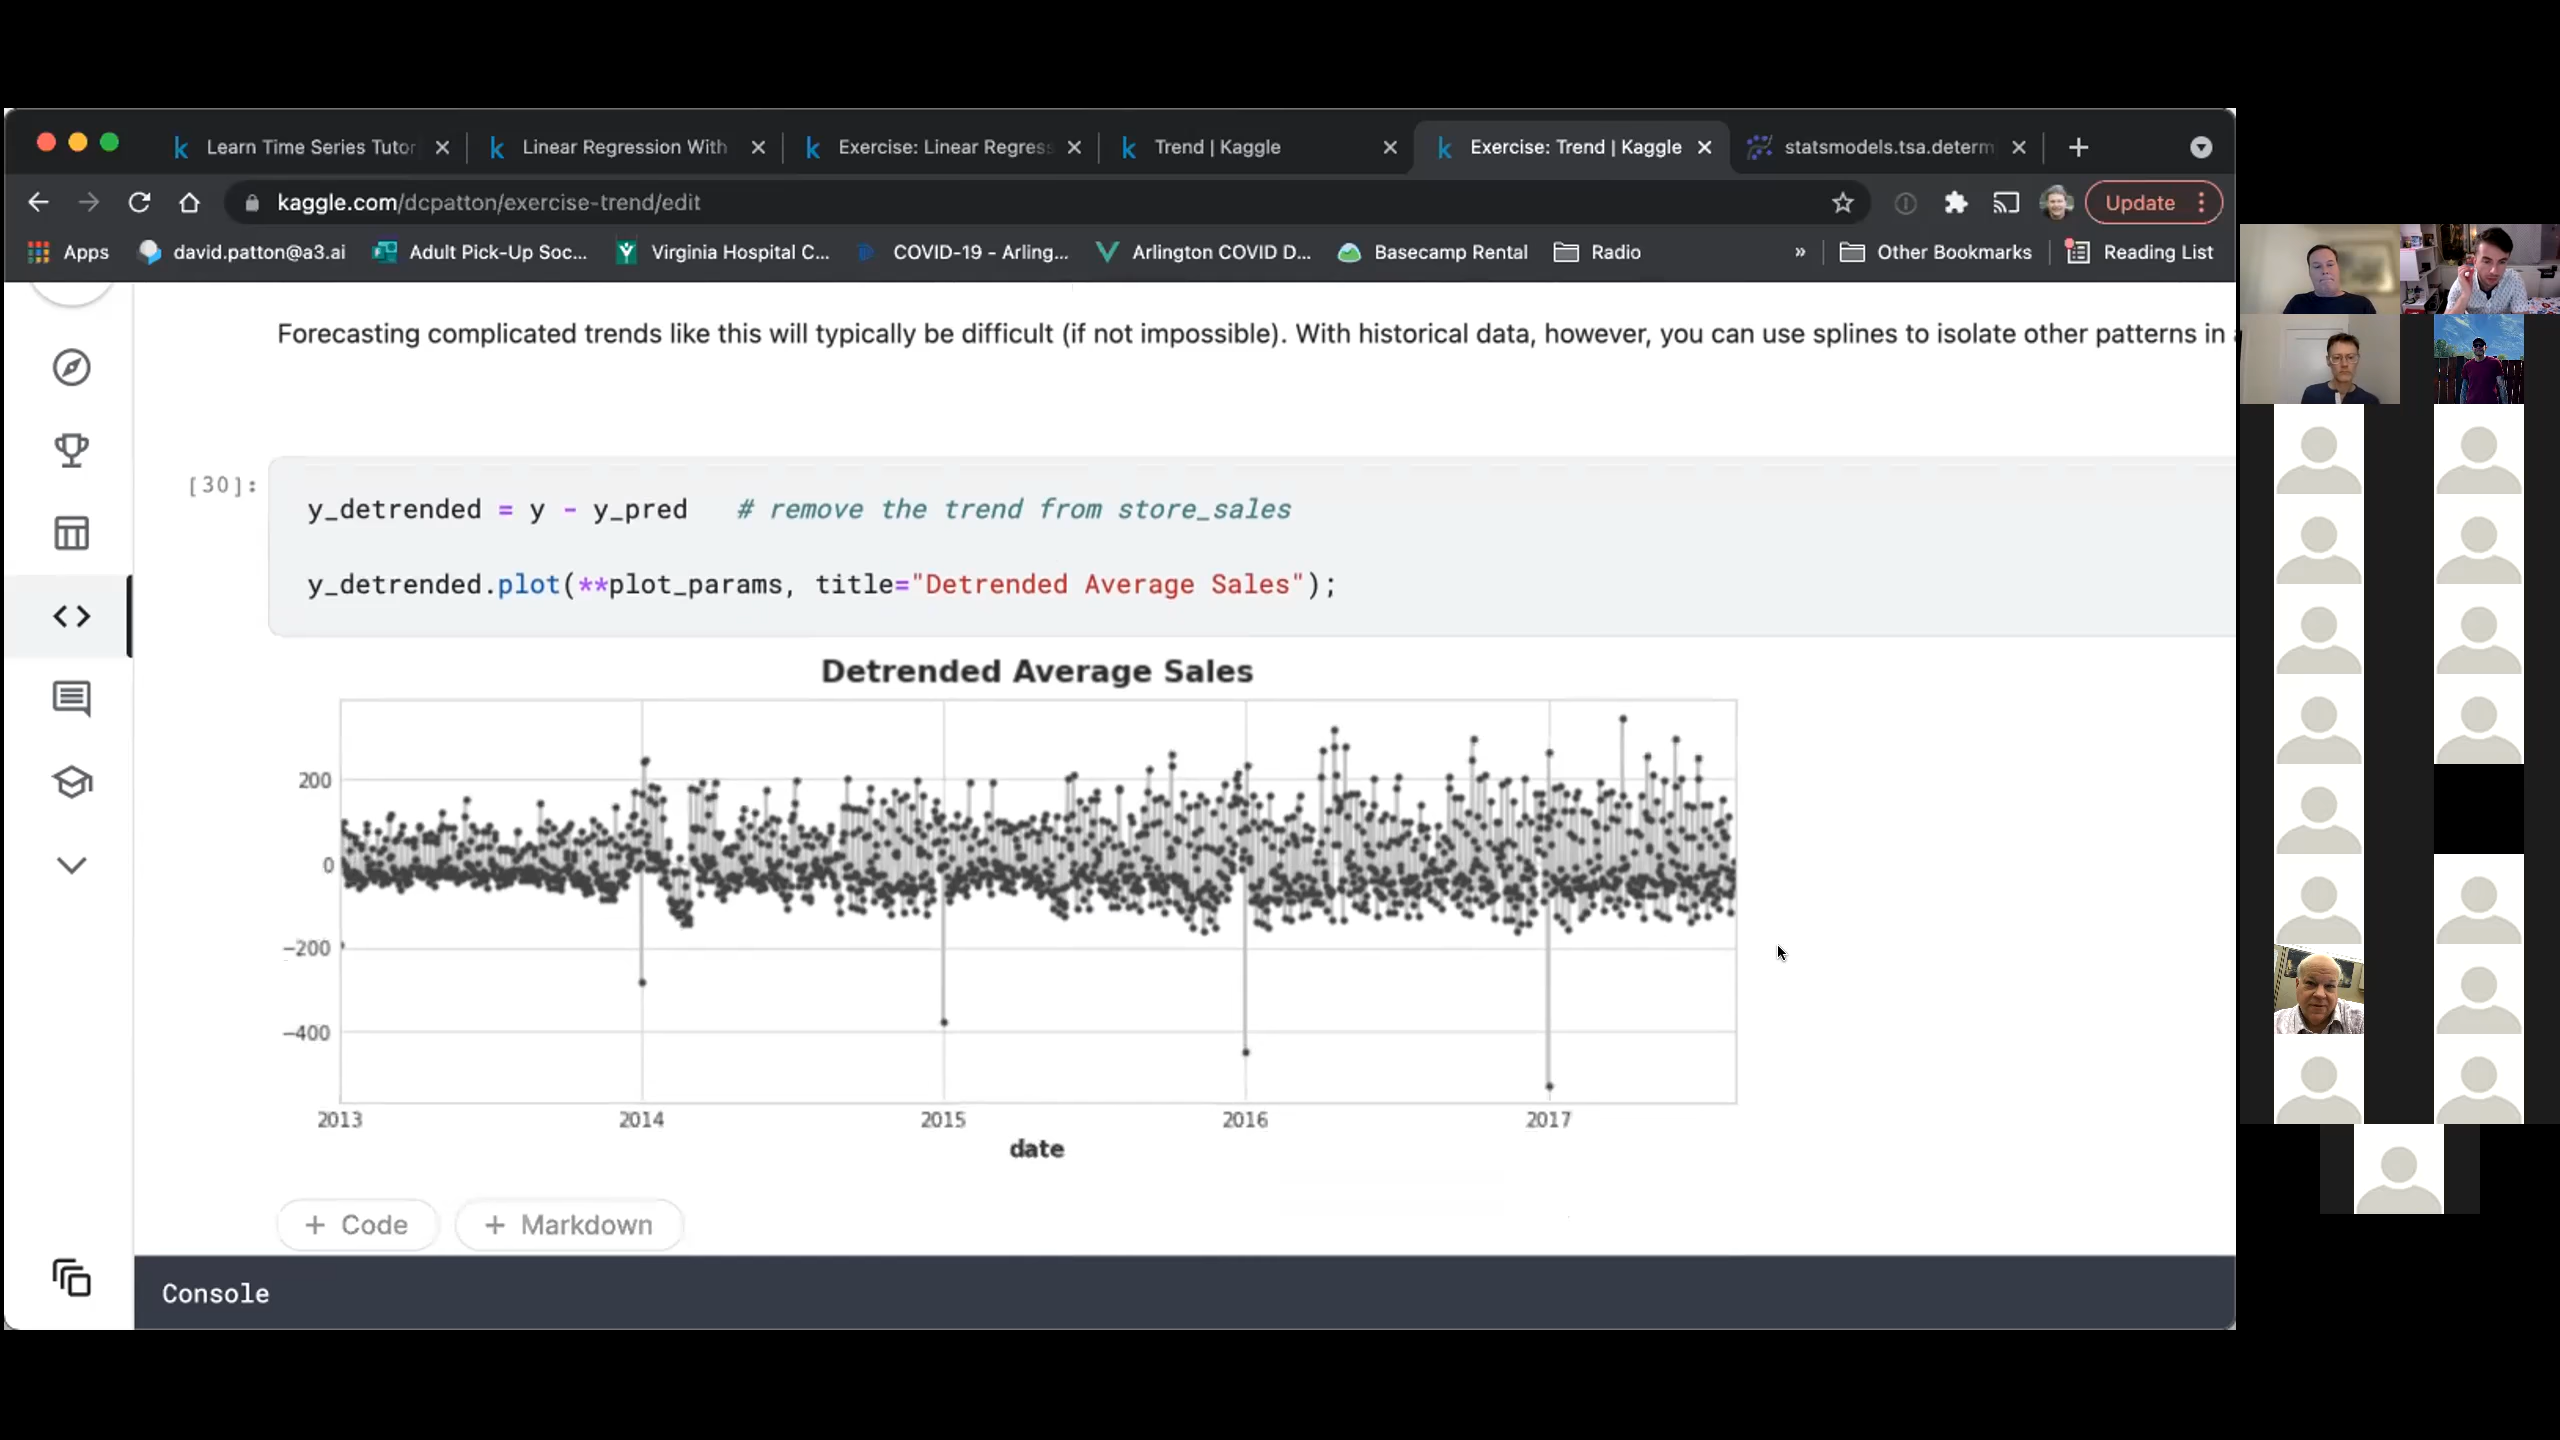 Learn Time Series Tutor
Linear Regression With
Exercise: Linear Regress
Trend | Kaggle
Exercise: Trend | Kaggle
statsmodels.tsa.determ
kaggle.com/dcpatton/exercise-trend/edit
Update
Apps
david.patton@a3.ai
Adult Pick-Up Soc...
Virginia Hospital C...
COVID-19 - Arling...
Arlington COVID D...
Basecamp Rental
Radio
»
Other Bookmarks
Reading List
Forecasting complicated trends like this will typically be difficult (if not impossible). With historical data, however, you can use splines to isolate other patterns in
[30]:
y_detrended = y - y_pred   # remove the trend from store_sales
y_detrended.plot(**plot_params, title="Detrended Average Sales");
Detrended Average Sales
200
0
−200
−400
2013 2014 2015 2016 2017
date
+ Code
+ Markdown
Console